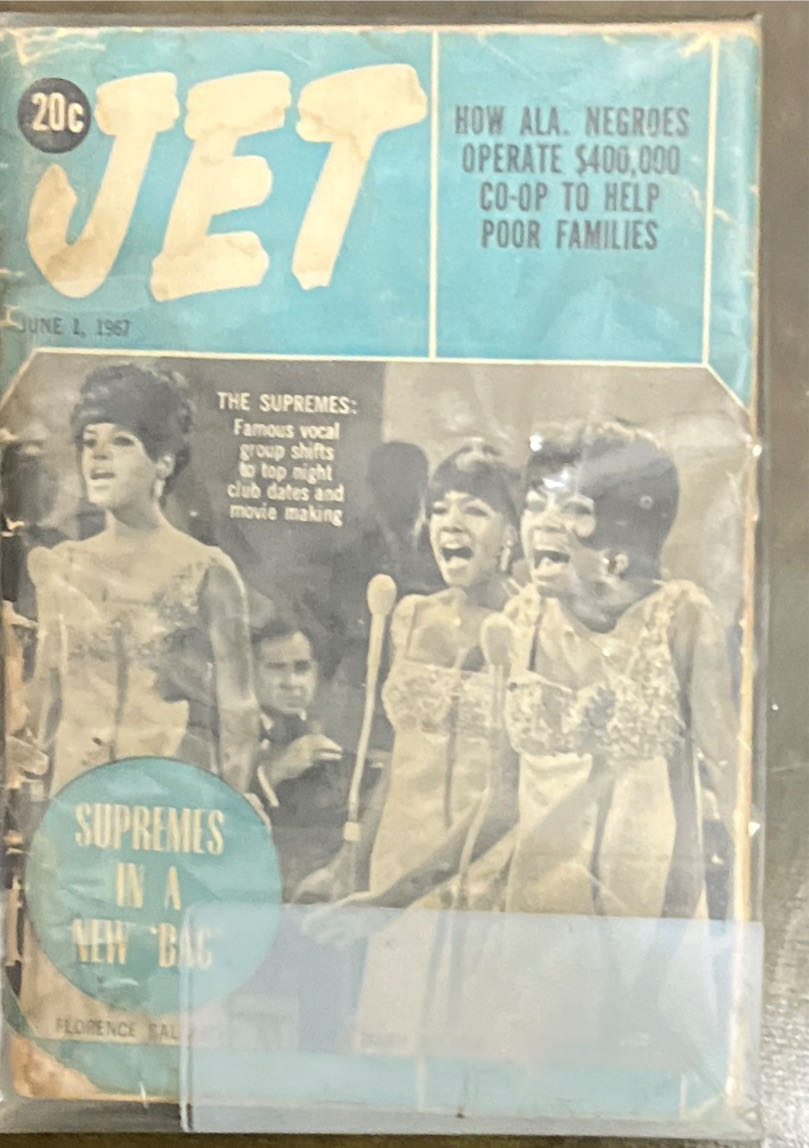 20c
JET
HOW ALA. NEGROES
OPERATE $400,000
CO-OP TO HELP
POOR FAMILIES
JUNE 1, 1967
THE SUPREMES:
Famous vocal
group shifts
to top night
club dates and
movie making
SUPREMES
IN A
NEW 'BAG'
FLORENCE